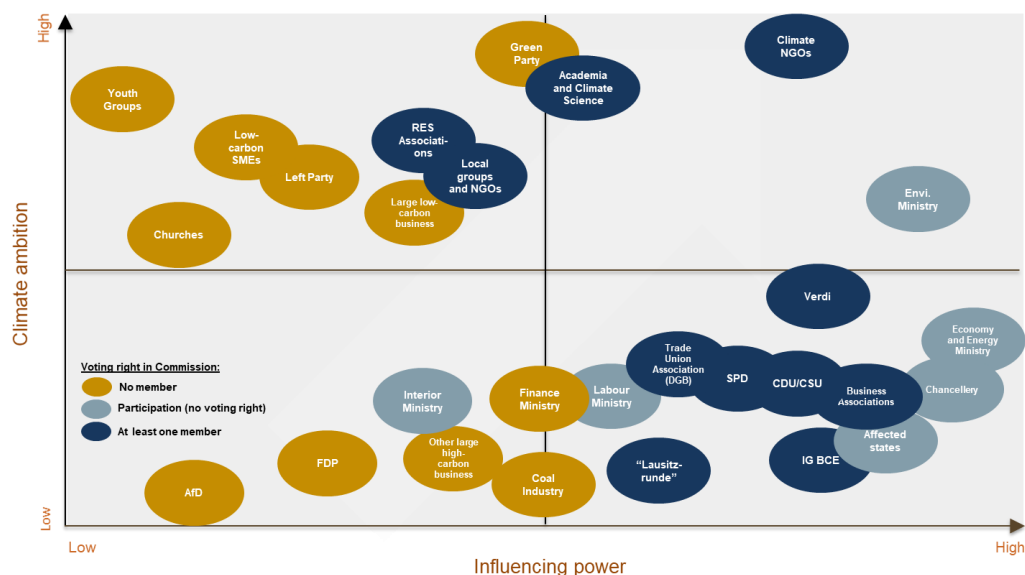 High
Green
Party
Climate
NGOs
Youth
Groups
Academia
and Climate
Science
Low-
carbon
SMEs
RES
Associati-
ons
Left Party
Local
groups
and NGOs
Large low-
carbon
business
Envi.
Ministry
Churches
Climate ambition
Verdi
Economy
and Energy
Ministry
Voting right in Commission:
No member
Participation (no voting right)
At least one member
Interior
Ministry
Finance
Ministry
Labour
Ministry
Trade
Union
Association
(DGB)
SPD
CDU/CSU
Business
Associations
Chancellery
Affected
states
FDP
Other large
high-
carbon
business
Coal
Industry
"Lausitz-
runde"
IG BCE
AfD
Low
Low
High
Influencing power